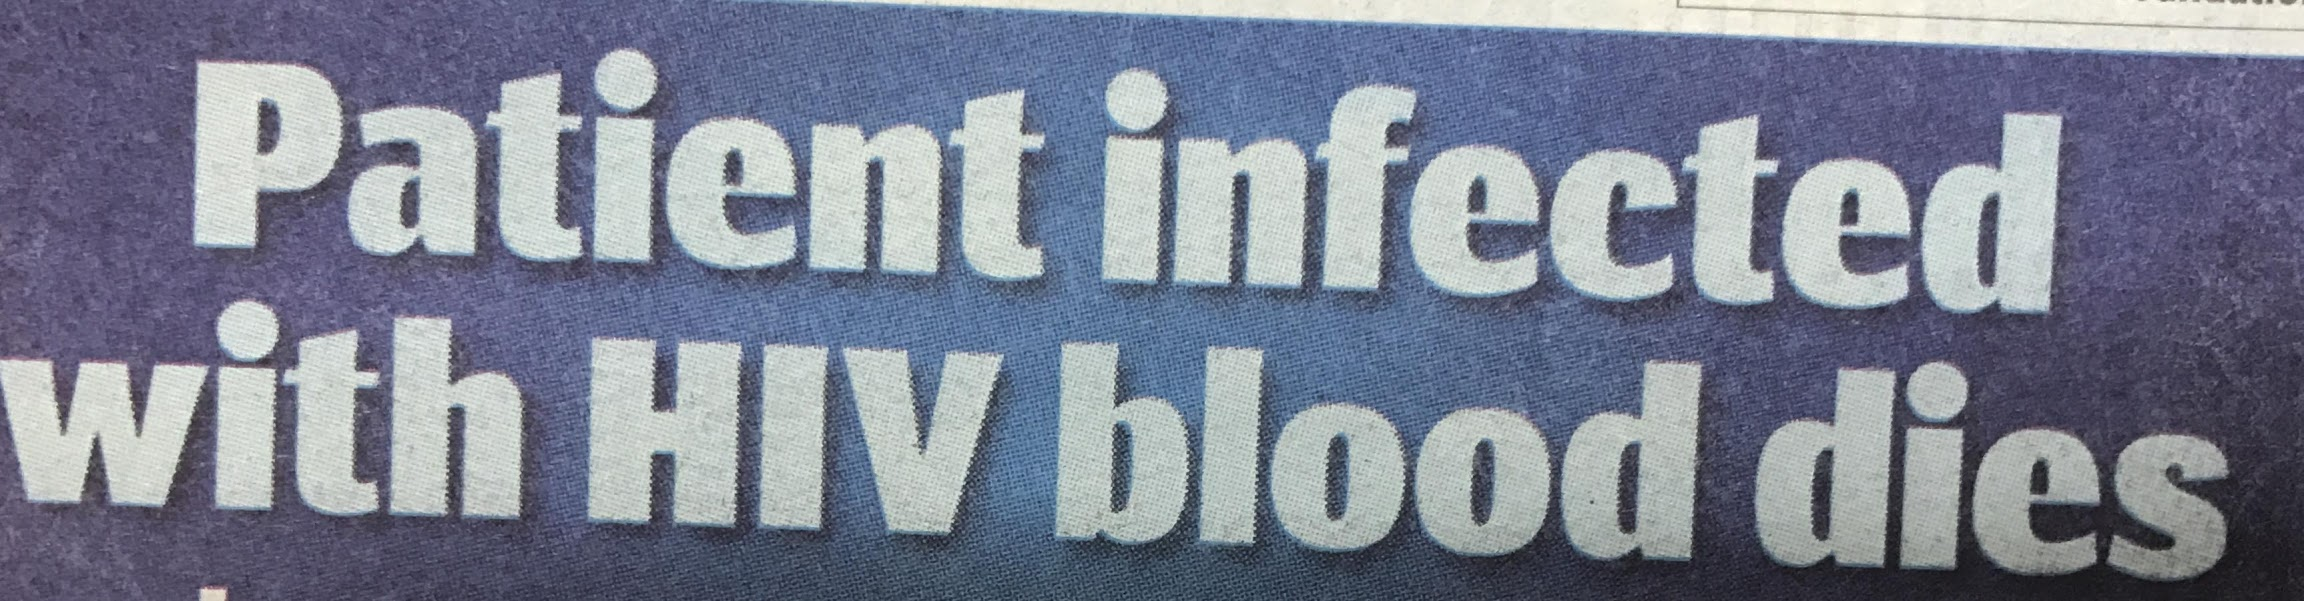 Patient infected
with HIV blood dies